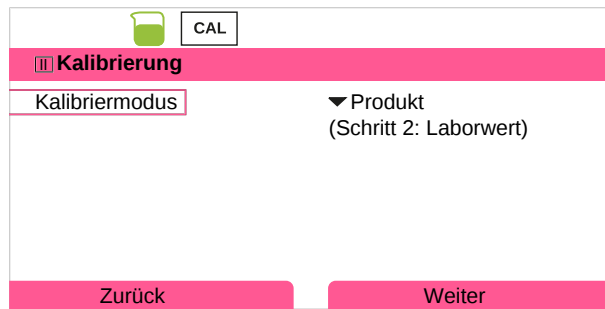 CAL
II Kalibrierung
Kalibriermodus
Produkt
(Schritt 2: Laborwert)
Zurück
Weiter